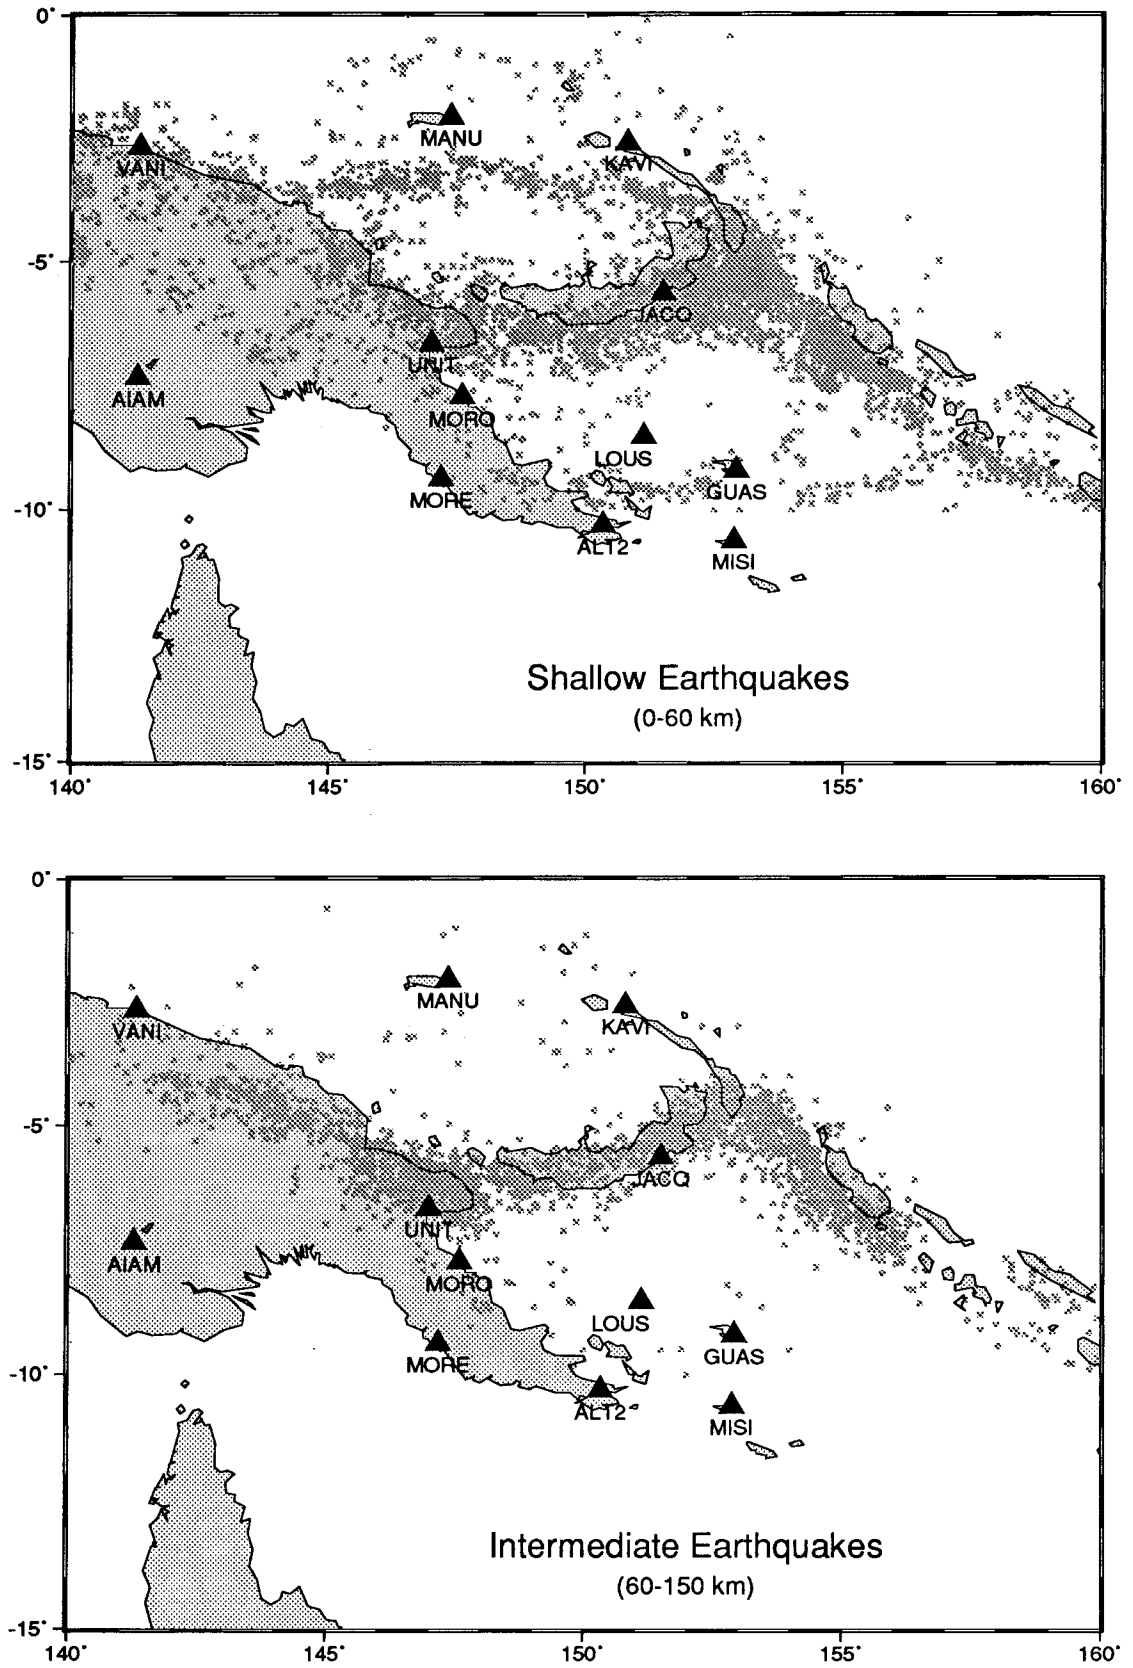 0°
MANU
KAVI
VANI
-5°
JACQ
UNIT
AIAM
MORO
LOUS
GUAS
MORE
-10°
ALT2
MISI
Shallow Earthquakes
(0-60 km)
-15°
140°
145°
150°
155°
160°
0°
MANU
KAVI
VANI
-5°
JACQ
UNIT
AIAM
MORO
LOUS
GUAS
MORE
-10°
ALT2
MISI
Intermediate Earthquakes
(60-150 km)
-15°
140°
145°
150°
155°
160°